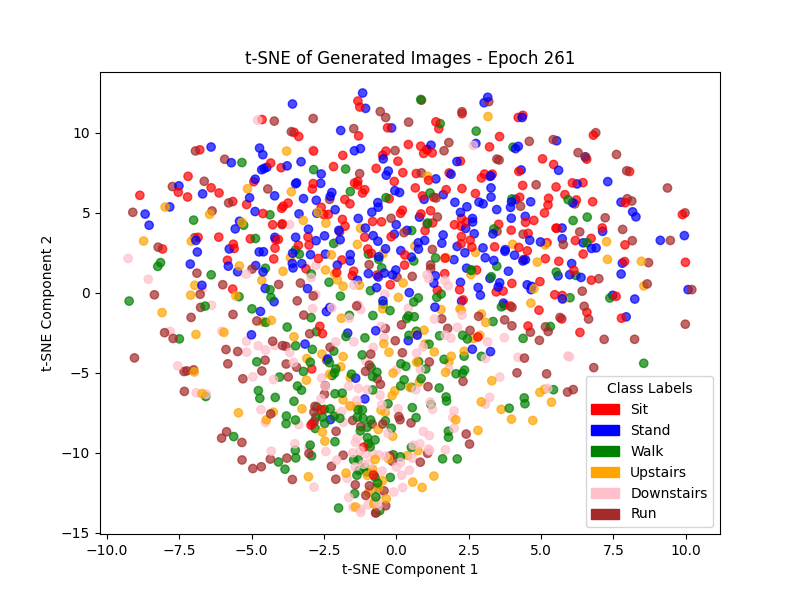 t-SNE of Generated Images - Epoch 261
t-SNE Component 2
10
5
0
−5
−10
−15
Class Labels
Sit
Stand
Walk
Upstairs
Downstairs
Run
−10.0 −7.5 −5.0 −2.5 0.0 2.5 5.0 7.5 10.0
t-SNE Component 1